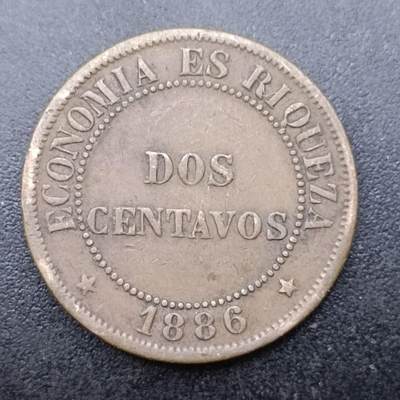 ECONOMIA ES RIQUEZA
DOS
CENTAVOS
1886